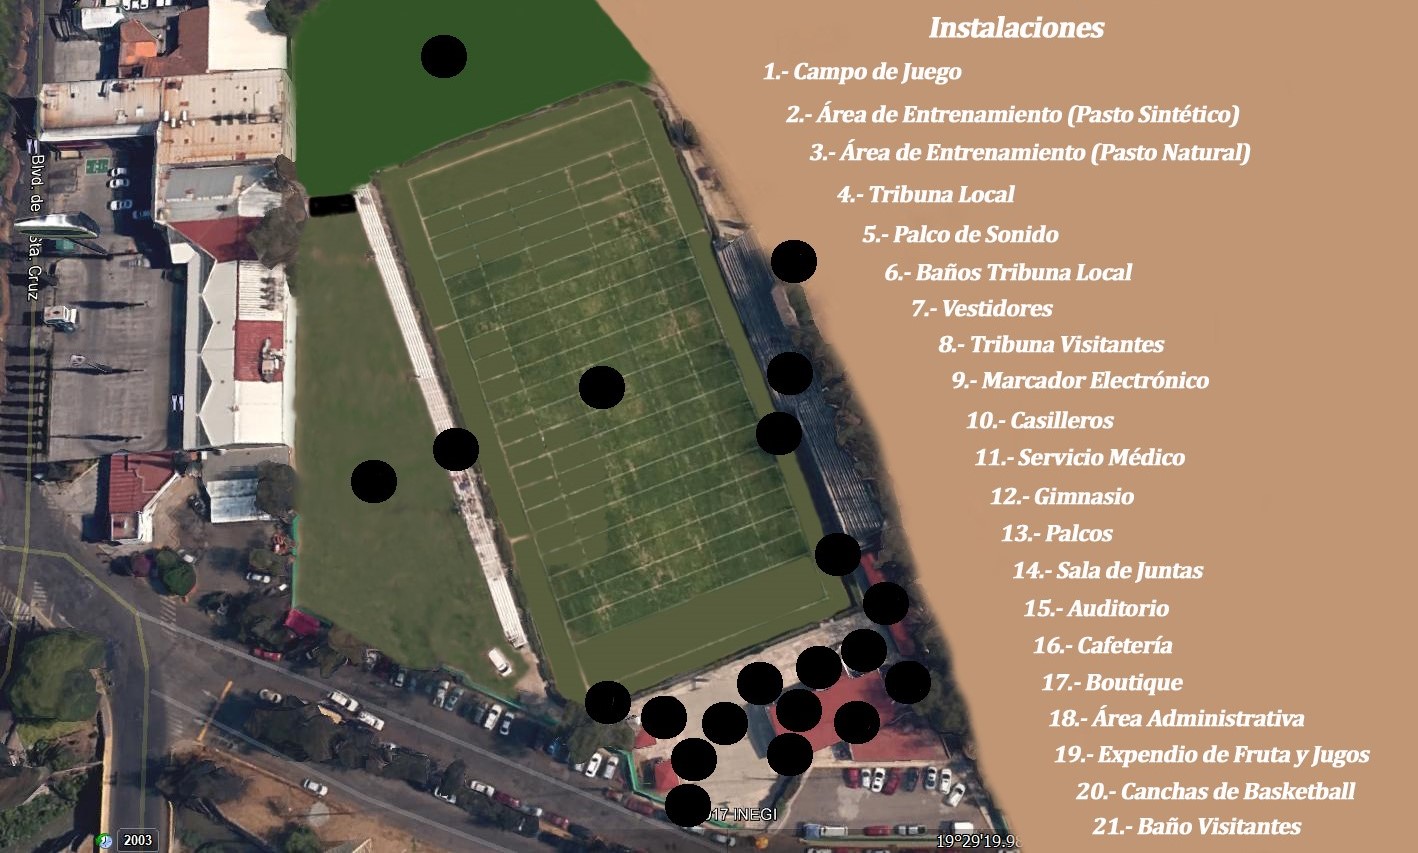 Instalaciones
1.- Campo de Juego
2.- Área de Entrenamiento (Pasto Sintético)
3.- Área de Entrenamiento (Pasto Natural)
4.- Tribuna Local
5.- Palco de Sonido
6.- Baños Tribuna Local
7.- Vestidores
8.- Tribuna Visitantes
9.- Marcador Electrónico
10.- Casilleros
11.- Servicio Médico
12.- Gimnasio
13.- Palcos
14.- Sala de Juntas
15.- Auditorio
16.- Cafetería
17.- Boutique
18.- Área Administrativa
19.- Expendio de Fruta y Jugos
20.- Canchas de Basketball
21.- Baño Visitantes
Blvd. de Sta. Cruz
17 INEGI
2003
19°29'19.9